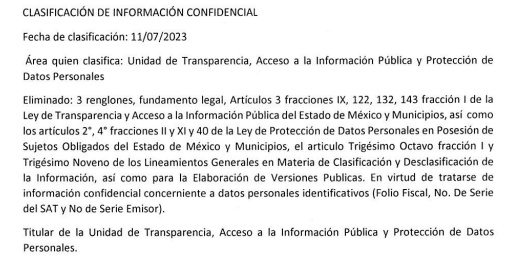 CLASIFICACIÓN DE INFORMACIÓN CONFIDENCIAL
Fecha de clasificación: 11/07/2023
Área quien clasifica: Unidad de Transparencia, Acceso a la Información Pública y Protección de
Datos Personales
Eliminado: 3 renglones, fundamento legal, Artículos 3 fracciones IX, 122, 132, 143 fracción I de la
Ley de Transparencia y Acceso a la Información Pública del Estado de México y Municipios, así como
los artículos 2°, 4° fracciones II y XI y 40 de la Ley de Protección de Datos Personales en Posesión de
Sujetos Obligados del Estado de México y Municipios, el articulo Trigésimo Octavo fracción I y
Trigésimo Noveno de los Lineamientos Generales en Materia de Clasificación y Desclasificación de
la Información, así como para la Elaboración de Versiones Publicas. En virtud de tratarse de
información confidencial concerniente a datos personales identificativos (Folio Fiscal, No. De Serie
del SAT y No de Serie Emisor).
Titular de la Unidad de Transparencia, Acceso a la Información Pública y Protección de Datos
Personales.